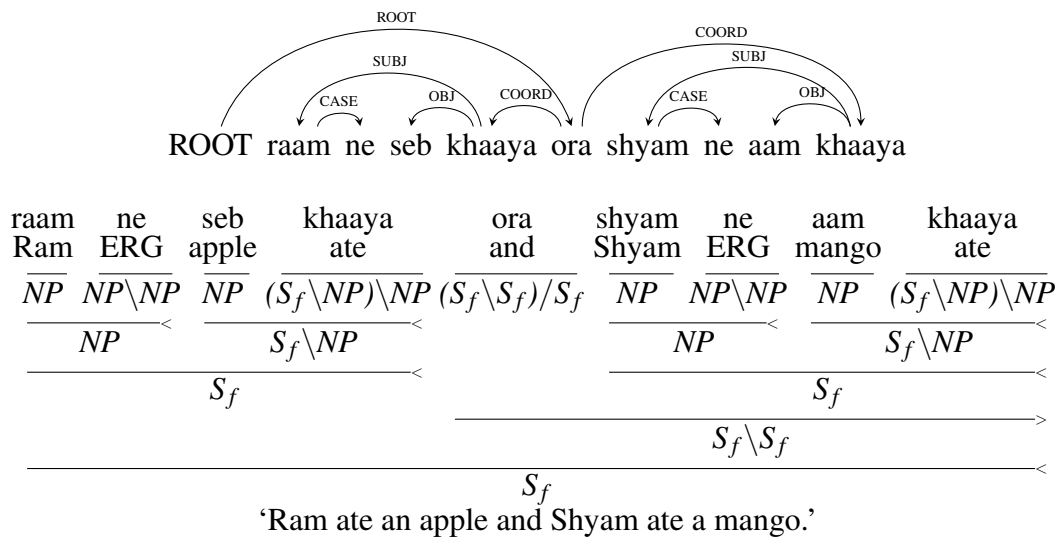 ROOT COORD
SUBJ SUBJ
CASE OBJ COORD CASE OBJ
ROOT raam ne seb khaaya ora shyam ne aam khaaya
raam ne seb khaaya ora shyam ne aam khaaya
Ram ERG apple ate and Shyam ERG mango ate
NP NP\NP NP (S_f\NP)\NP (S_f\S_f)/S_f NP NP\NP NP (S_f\NP)\NP
< < < <
NP S_f\NP NP S_f\NP
< <
S_f S_f
>
S_f\S_f
<
S_f
‘Ram ate an apple and Shyam ate a mango.’